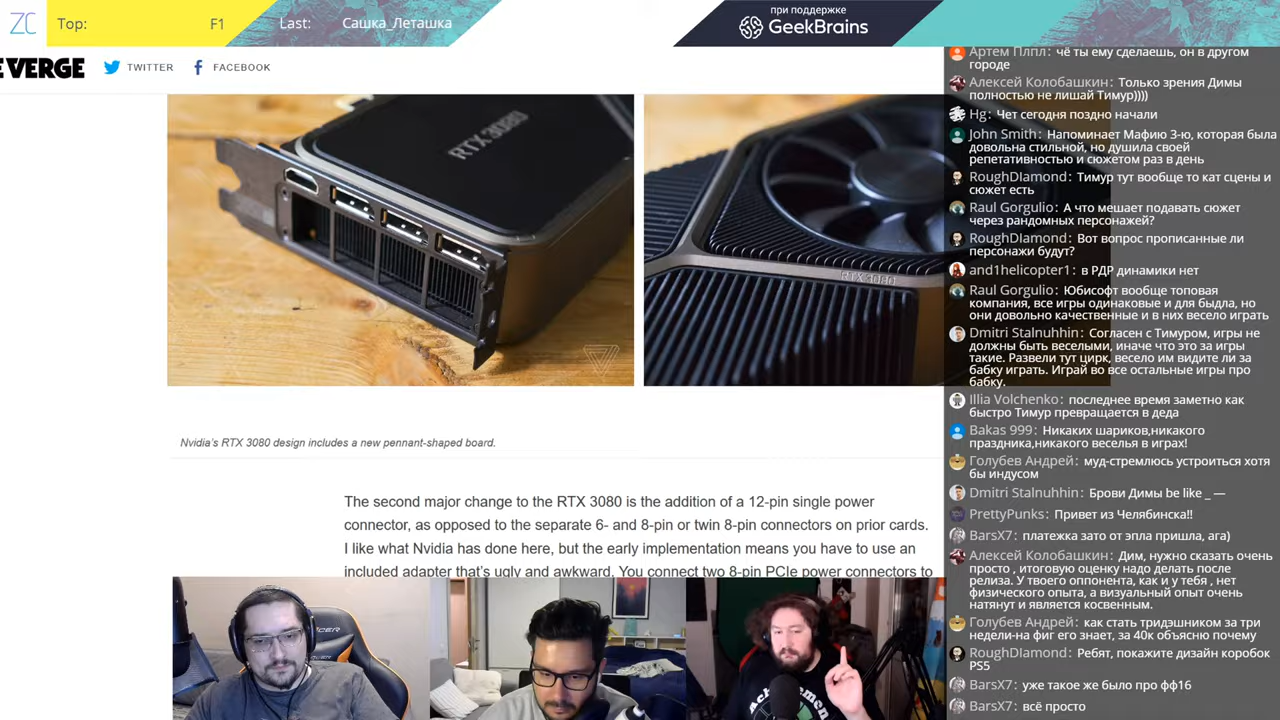 ZC
Top:
F1
Last:
Сашка_Леташка
при поддержке
GeekBrains
E VERGE
TWITTER
FACEBOOK
RTX 3080
RTX 3080
Nvidia’s RTX 3080 design includes a new pennant-shaped board.
The second major change to the RTX 3080 is the addition of a 12-pin single power
connector, as opposed to the separate 6- and 8-pin or twin 8-pin connectors on prior cards.
I like what Nvidia has done here, but the early implementation means you have to use an
included adapter that’s ugly and awkward. You connect two 8-pin PCIe power connectors to
Артем Плпл: чё ты ему сделаешь, он в другом
городе
Алексей Колобашкин: Только зрения Димы
полностью не лишай Тимур))))
Hg: Чет сегодня поздно начали
John Smith: Напоминает Мафию 3-ю, которая была
довольна стильной, но душила своей
репетативностью и сюжетом раз в день
RoughDIamond: Тимур тут вообще то кат сцены и
сюжет есть
Raul Gorgulio: А что мешает подавать сюжет
через рандомных персонажей?
RoughDIamond: Вот вопрос прописанные ли
персонажи будут?
and1helicopter1: в РДР динамики нет
Raul Gorgulio: Юбисофт вообще топовая
компания, все игры одинаковые и для быдла, но
они довольно качественные и в них весело играть
Dmitri Stalnuhhin: Согласен с Тимуром, игры не
должны быть веселыми, иначе что это за игры
такие. Развели тут цирк, весело им видите ли за
бабку играть. Играй во все остальные игры про
бабку.
Illia Volchenko: последнее время заметно как
быстро Тимур превращается в деда
Bakas 999: Никаких шариков,никакого
праздника,никакого веселья в играх!
Голубев Андрей: муд-стремлюсь устроиться хотя
бы индусом
Dmitri Stalnuhhin: Брови Димы be like _ —
PrettyPunks: Привет из Челябинска!!
BarsX7: платежка зато от эпла пришла, ага)
Алексей Колобашкин: Дим, нужно сказать очень
просто , итоговую оценку надо делать после
релиза. У твоего оппонента, как и у тебя , нет
физического опыта, а визуальный опыт очень
натянут и является косвенным.
Голубев Андрей: как стать тридэшником за три
недели-на фиг его знает, за 40к объясню почему
RoughDIamond: Ребят, покажите дизайн коробок
PS5
BarsX7: уже такое же было про фф16
BarsX7: всё просто